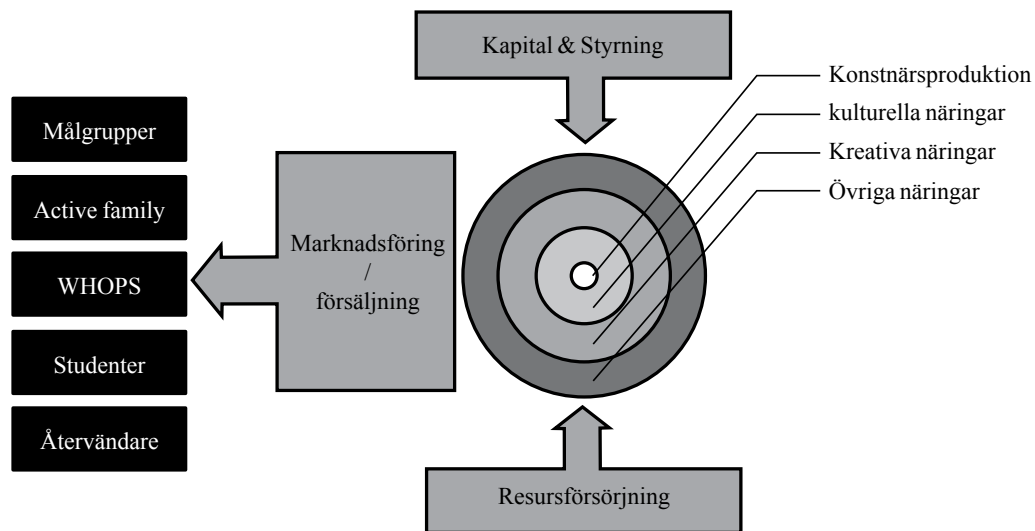 Kapital & Styrning
Konstnärsproduktion
kulturella näringar
Kreativa näringar
Övriga näringar
Målgrupper
Active family
WHOPS
Studenter
Återvändare
Marknadsföring
/
försäljning
Resursförsörjning